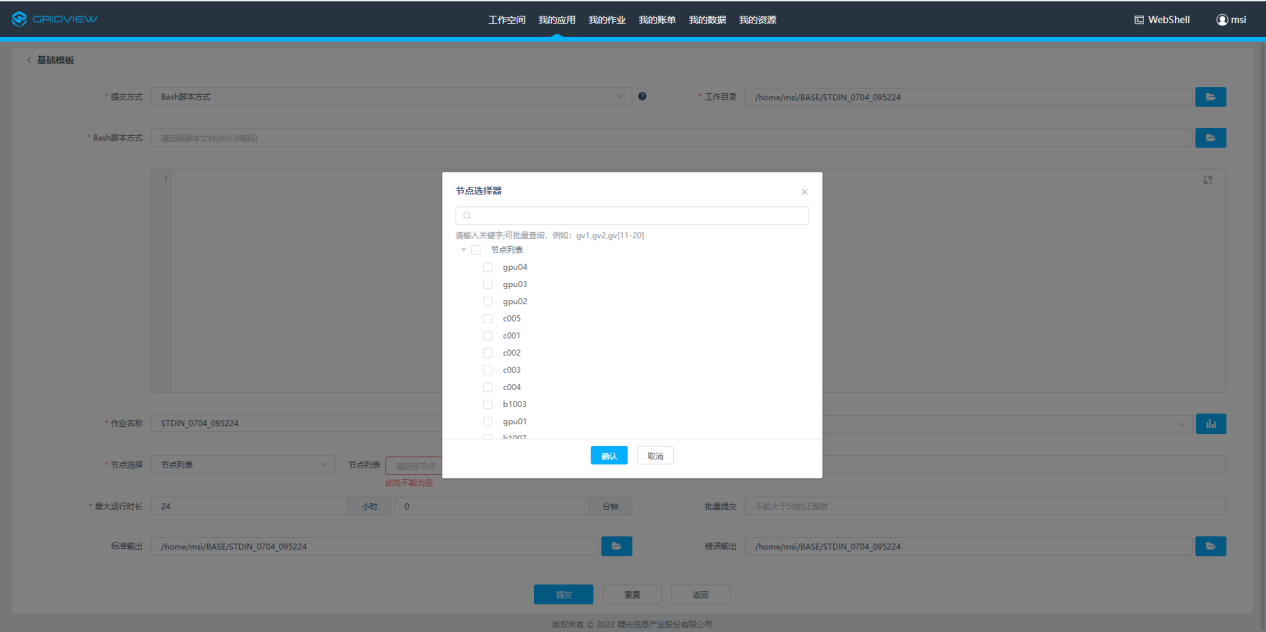 GRIDVIEW 工作空间 我的应用 我的作业 我的账单 我的数据 我的资源 WebShell msi
基础模板
* 提交方式 Bash脚本方式 * 工作目录 /home/msi/BASE/STDIN_0704_095224
* Bash脚本方式 请选择脚本文件(ASCII编码)
1
节点选择器
请输入关键字;可批量查询，例如：gv1,gv2,gv[11-20]
节点列表
gpu04
gpu03
gpu02
c005
c001
c002
c003
c004
b1003
gpu01
b1007
确认 取消
* 作业名称 STDIN_0704_095224
* 节点选择 节点列表 节点列表 请选择节点
此处不能为空
* 最大运行时长 24 小时 0 分钟 批量提交 不能大于50的正整数
标准输出 /home/msi/BASE/STDIN_0704_095224 错误输出 /home/msi/BASE/STDIN_0704_095224
提交 重置 返回
版权所有 © 2022 曙光信息产业股份有限公司